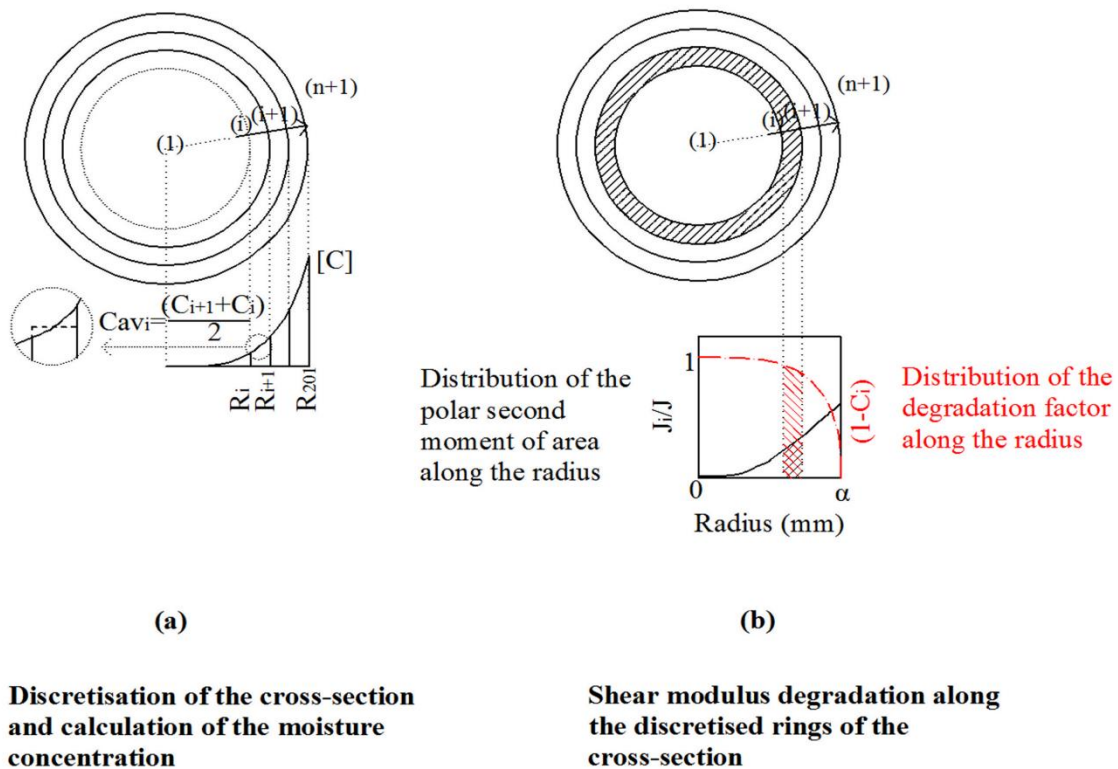 (n+1)
(i+1)
(i)
(1)
[C]
Cavi=(Ci+1+Ci)
2
Ri
Ri+1
R201
(n+1)
(i+1)
(i)
(1)
Distribution of the
polar second
moment of area
along the radius
Ji/J
1
0
α
Radius (mm)
(1-Ci)
Distribution of the
degradation factor
along the radius
(a)
(b)
Discretisation of the cross-section
and calculation of the moisture
concentration
Shear modulus degradation along
the discretised rings of the
cross-section